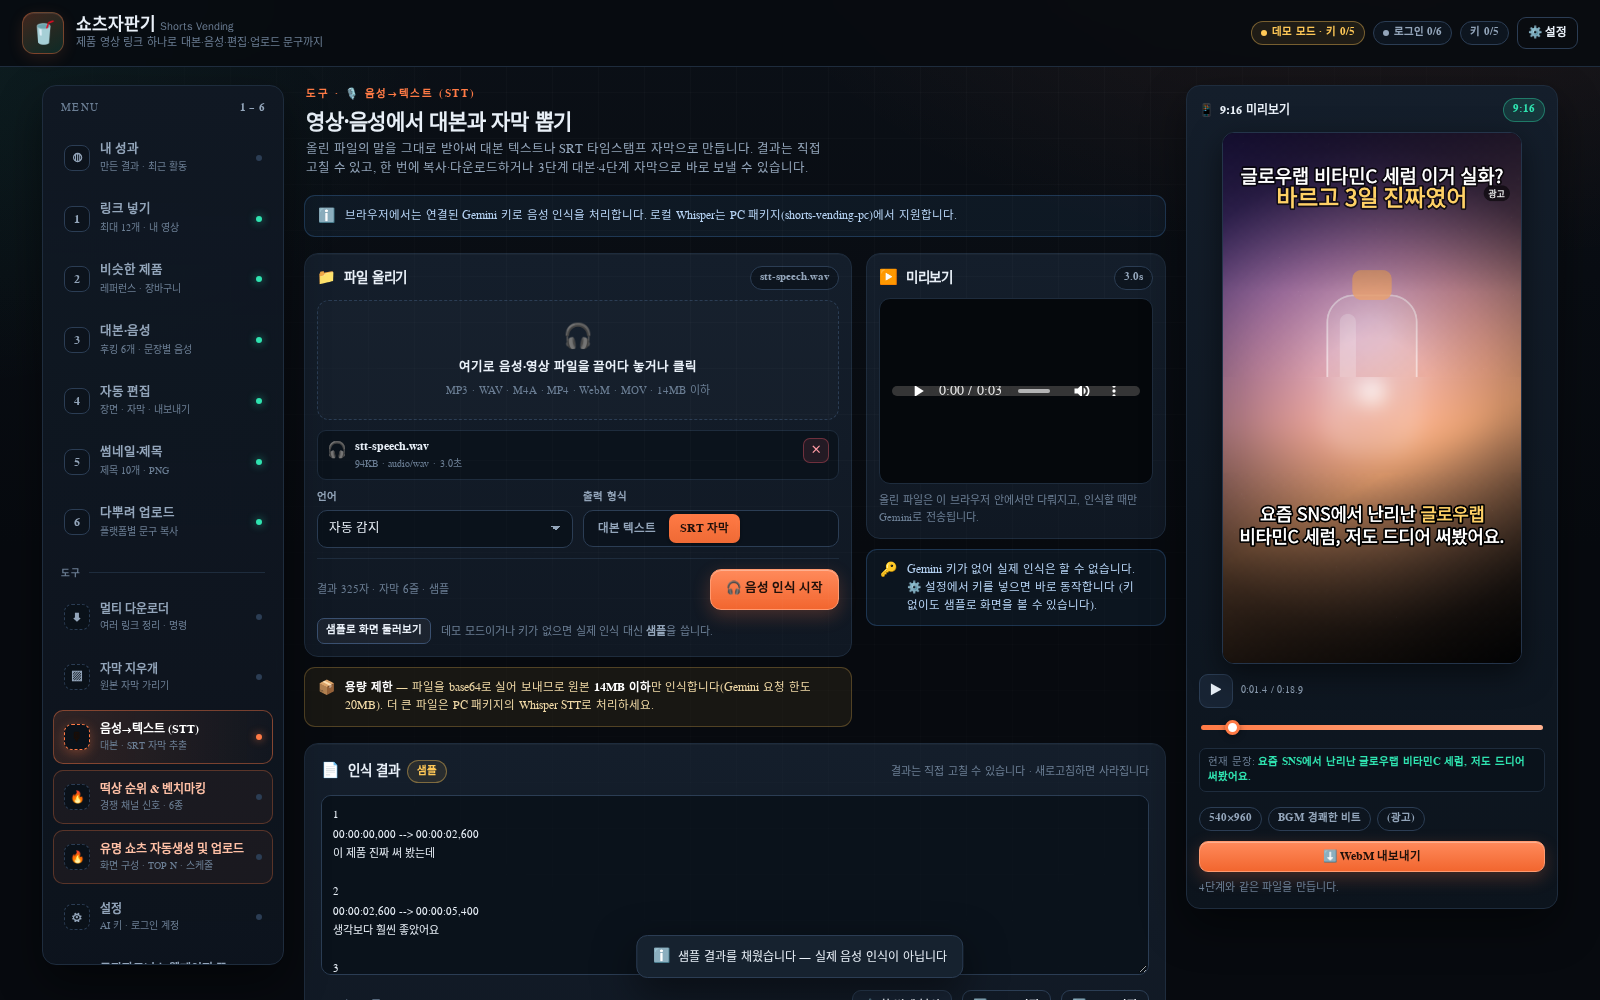 쇼츠자판기 Shorts Vending
제품 영상 링크 하나로 대본·음성·편집·업로드 문구까지
데모 모드 · 키 0/5
로그인 0/6
키 0/5
설정
MENU
1 – 6
내 성과
만든 결과 · 최근 활동
1
링크 넣기
최대 12개 · 내 영상
2
비슷한 제품
레퍼런스 · 장바구니
3
대본·음성
후킹 6개 · 문장별 음성
4
자동 편집
장면 · 자막 · 내보내기
5
썸네일·제목
제목 10개 · PNG
6
다뿌려 업로드
플랫폼별 문구 복사
도구
멀티 다운로더
여러 링크 정리 · 명령
자막 지우개
원본 자막 가리기
음성→텍스트 (STT)
대본 · SRT 자막 추출
떡상 순위 & 벤치마킹
경쟁 채널 신호 · 6종
유명 쇼츠 자동생성 및 업로드
화면 구성 · TOP N · 스케줄
설정
AI 키 · 로그인 계정
도구 · 음성→텍스트 (STT)
영상·음성에서 대본과 자막 뽑기
올린 파일의 말을 그대로 받아써 대본 텍스트나 SRT 타임스탬프 자막으로 만듭니다. 결과는 직접
고칠 수 있고, 한 번에 복사·다운로드하거나 3단계 대본·4단계 자막으로 바로 보낼 수 있습니다.
브라우저에서는 연결된 Gemini 키로 음성 인식을 처리합니다. 로컬 Whisper는 PC 패키지(shorts-vending-pc)에서 지원합니다.
파일 올리기
stt-speech.wav
여기로 음성·영상 파일을 끌어다 놓거나 클릭
MP3 · WAV · M4A · MP4 · WebM · MOV · 14MB 이하
stt-speech.wav
94KB · audio/wav · 3.0초
언어
출력 형식
자동 감지
대본 텍스트
SRT 자막
결과 325자 · 자막 6줄 · 샘플
음성 인식 시작
샘플로 화면 둘러보기
데모 모드이거나 키가 없으면 실제 인식 대신 샘플을 씁니다.
용량 제한 — 파일을 base64로 실어 보내므로 원본 14MB 이하만 인식합니다(Gemini 요청 한도
20MB). 더 큰 파일은 PC 패키지의 Whisper STT로 처리하세요.
미리보기
3.0s
0:00 / 0:03
올린 파일은 이 브라우저 안에서만 다뤄지고, 인식할 때만
Gemini로 전송됩니다.
Gemini 키가 없어 실제 인식은 할 수 없습니다.
설정에서 키를 넣으면 바로 동작합니다 (키
없이도 샘플로 화면을 볼 수 있습니다).
인식 결과
샘플
결과는 직접 고칠 수 있습니다 · 새로고침하면 사라집니다
1
00:00:00,000 --> 00:00:02,600
이 제품 진짜 써 봤는데
2
00:00:02,600 --> 00:00:05,400
생각보다 훨씬 좋았어요
3
샘플 결과를 채웠습니다 — 실제 음성 인식이 아닙니다
9:16 미리보기
9:16
글로우랩 비타민C 세럼 이거 실화?
바르고 3일 진짜였어
광고
요즘 SNS에서 난리난 글로우랩
비타민C 세럼, 저도 드디어 써봤어요.
0:01.4 / 0:18.9
현재 문장: 요즘 SNS에서 난리난 글로우랩 비타민C 세럼, 저도 드디어
써봤어요.
540×960
BGM 경쾌한 비트
(광고)
WebM 내보내기
4단계와 같은 파일을 만듭니다.